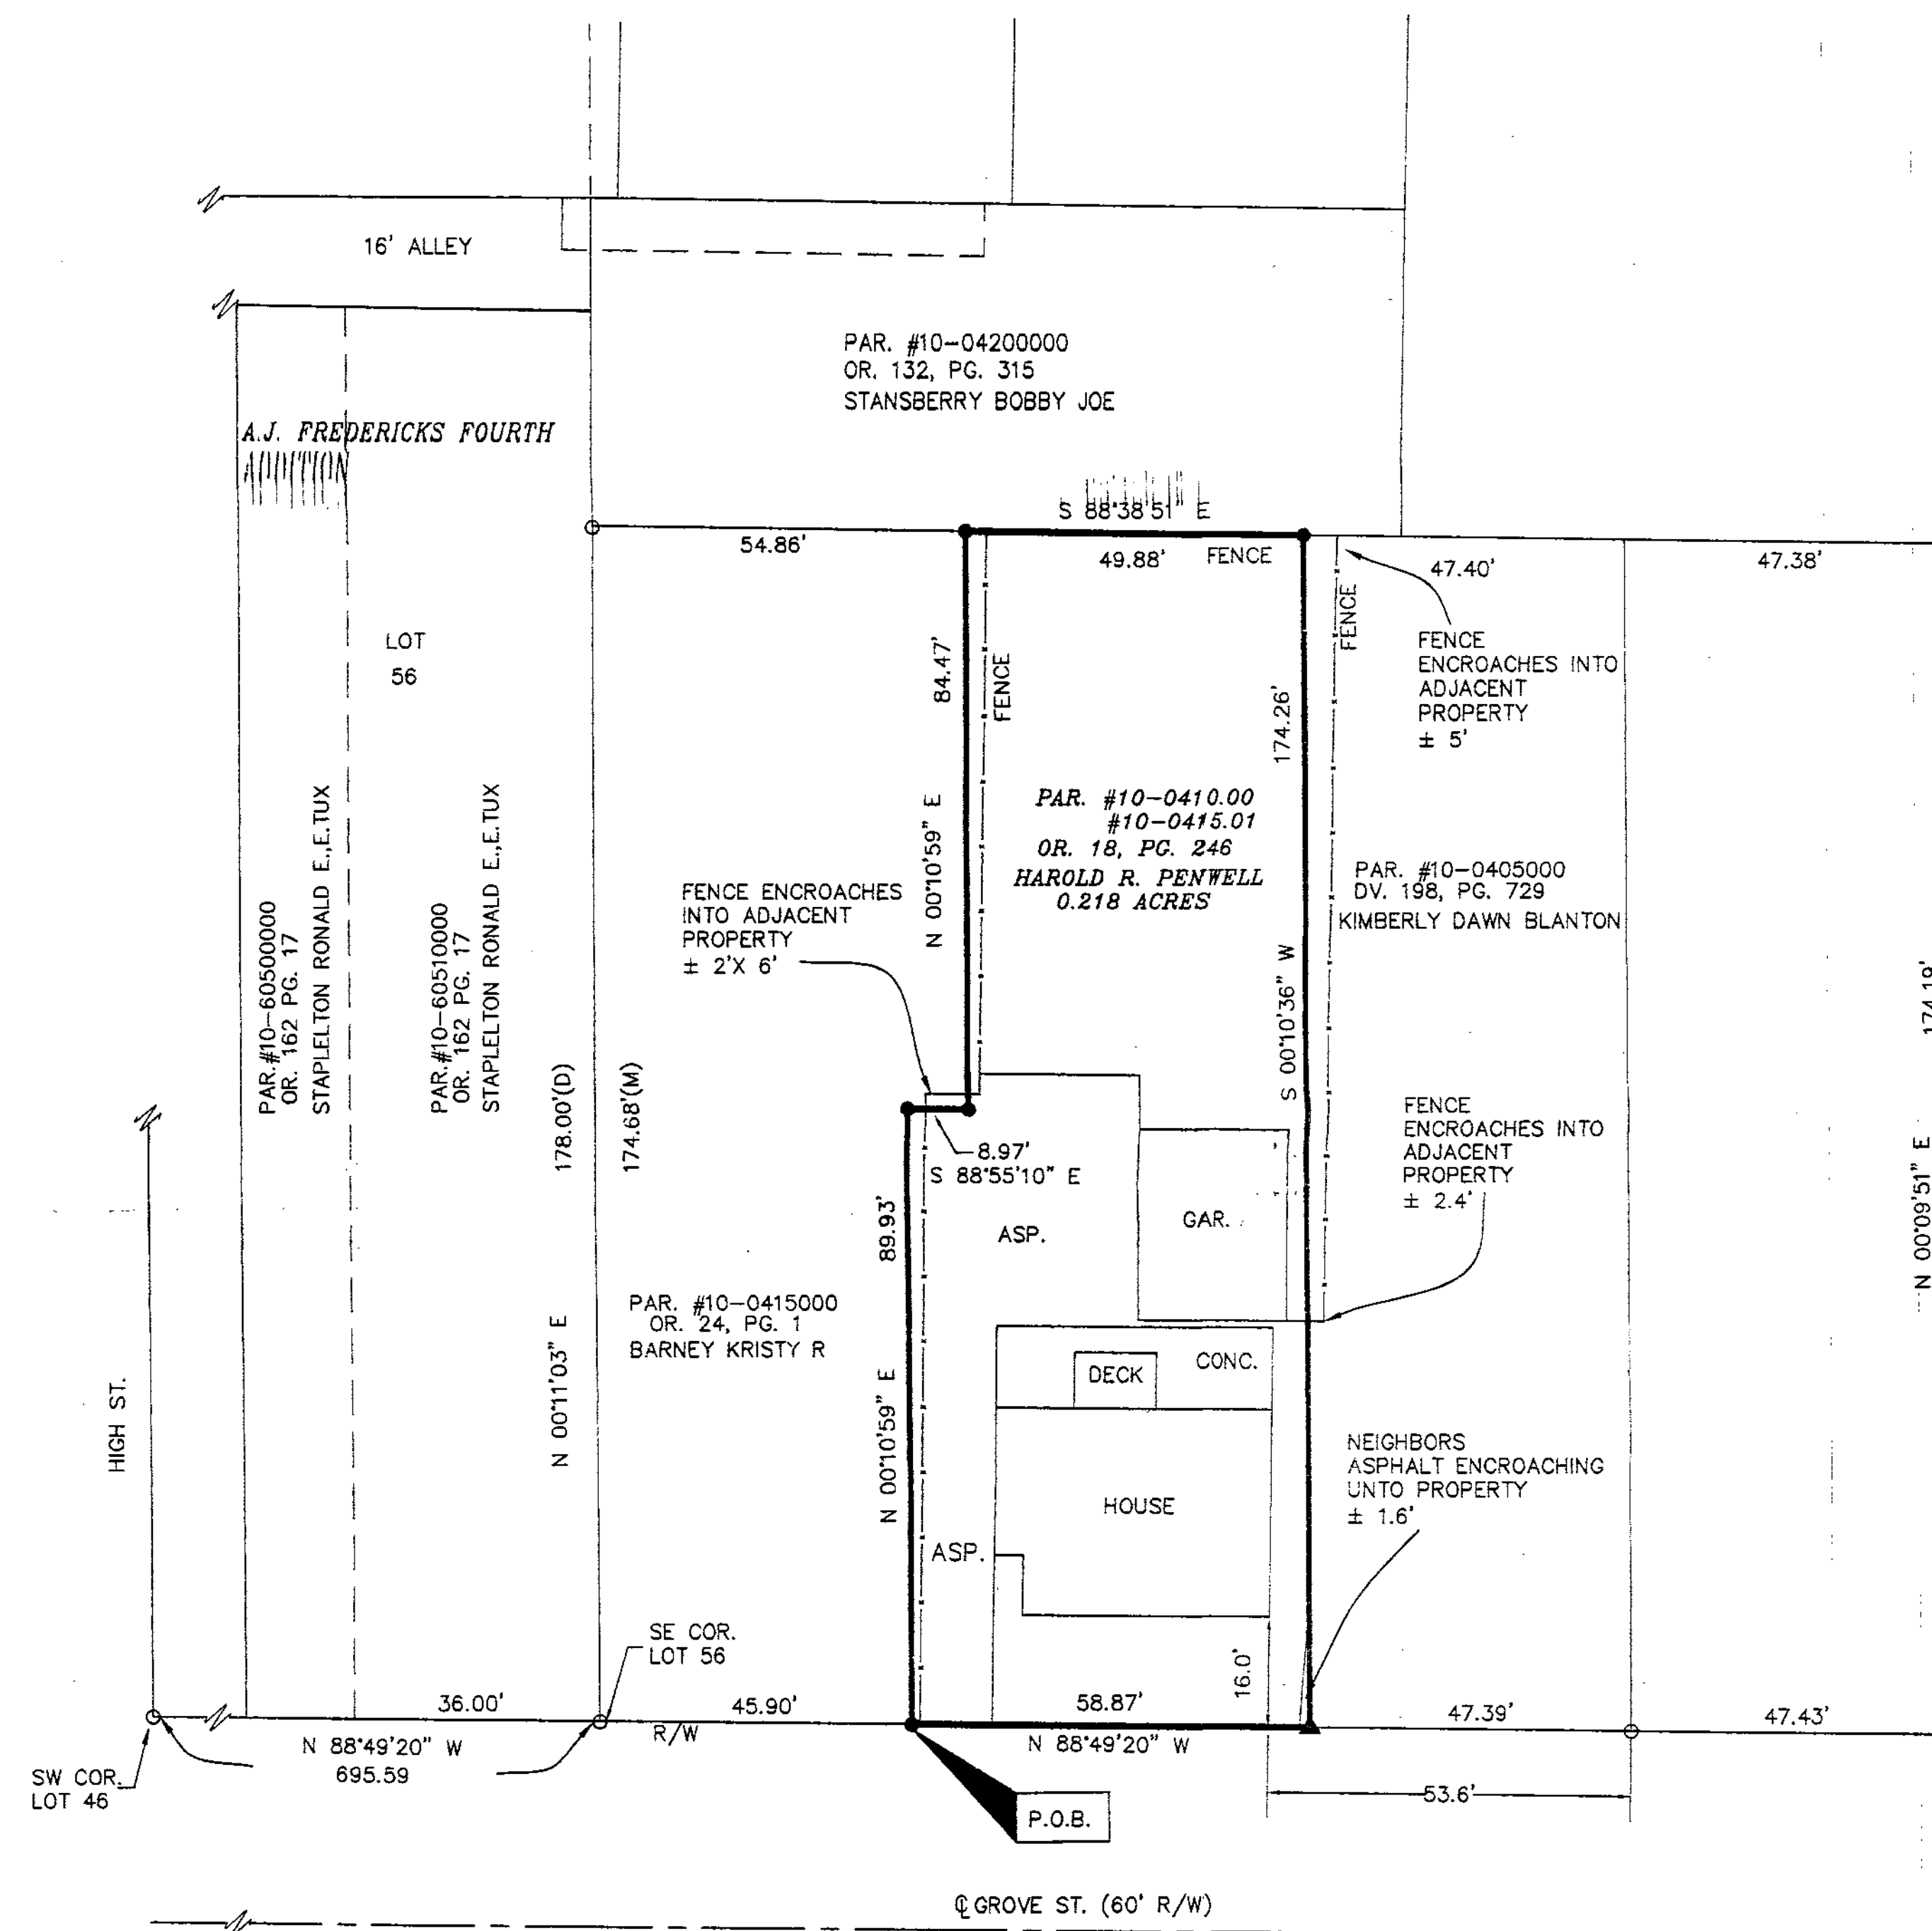 16' ALLEY
PAR. #10-04200000
OR. 132, PG. 315
STANSBERRY BOBBY JOE
A.J. FREDERICKS FOURTH
S 88°38'51" E
54.86'
49.88'
FENCE
47.40'
47.38'
LOT
56
84.47'
FENCE
174.26'
FENCE
FENCE
ENCROACHES INTO
ADJACENT
PROPERTY
± 5'
N 00°10'59" E
PAR. #10-0410.00
#10-0415.01
OR. 18, PG. 246
HAROLD R. PENWELL
0.218 ACRES
PAR. #10-0405000
DV. 198, PG. 729
KIMBERLY DAWN BLANTON
PAR.#10-60500000
OR. 162 PG. 17
STAPLELTON RONALD E.,E.TUX
PAR.#10-60510000
OR. 162 PG. 17
STAPLELTON RONALD E.,E.TUX
FENCE ENCROACHES
INTO ADJACENT
PROPERTY
± 2'X 6'
S 00°10'36" W
174.19'
178.00'(D)
174.68'(M)
8.97'
S 88°55'10" E
FENCE
ENCROACHES INTO
ADJACENT
PROPERTY
± 2.4'
N 00°09'51" E
89.93'
ASP.
GAR.
PAR. #10-0415000
OR. 24, PG. 1
BARNEY KRISTY R
N 00°11'03" E
HIGH ST.
N 00°10'59" E
DECK
CONC.
HOUSE
ASP.
NEIGHBORS
ASPHALT ENCROACHING
UNTO PROPERTY
± 1.6'
SE COR.
LOT 56
16.0'
36.00'
45.90'
58.87'
47.39'
47.43'
R/W
N 88°49'20" W
695.59
N 88°49'20" W
SW COR.
LOT 46
53.6'
P.O.B.
℄ GROVE ST. (60' R/W)